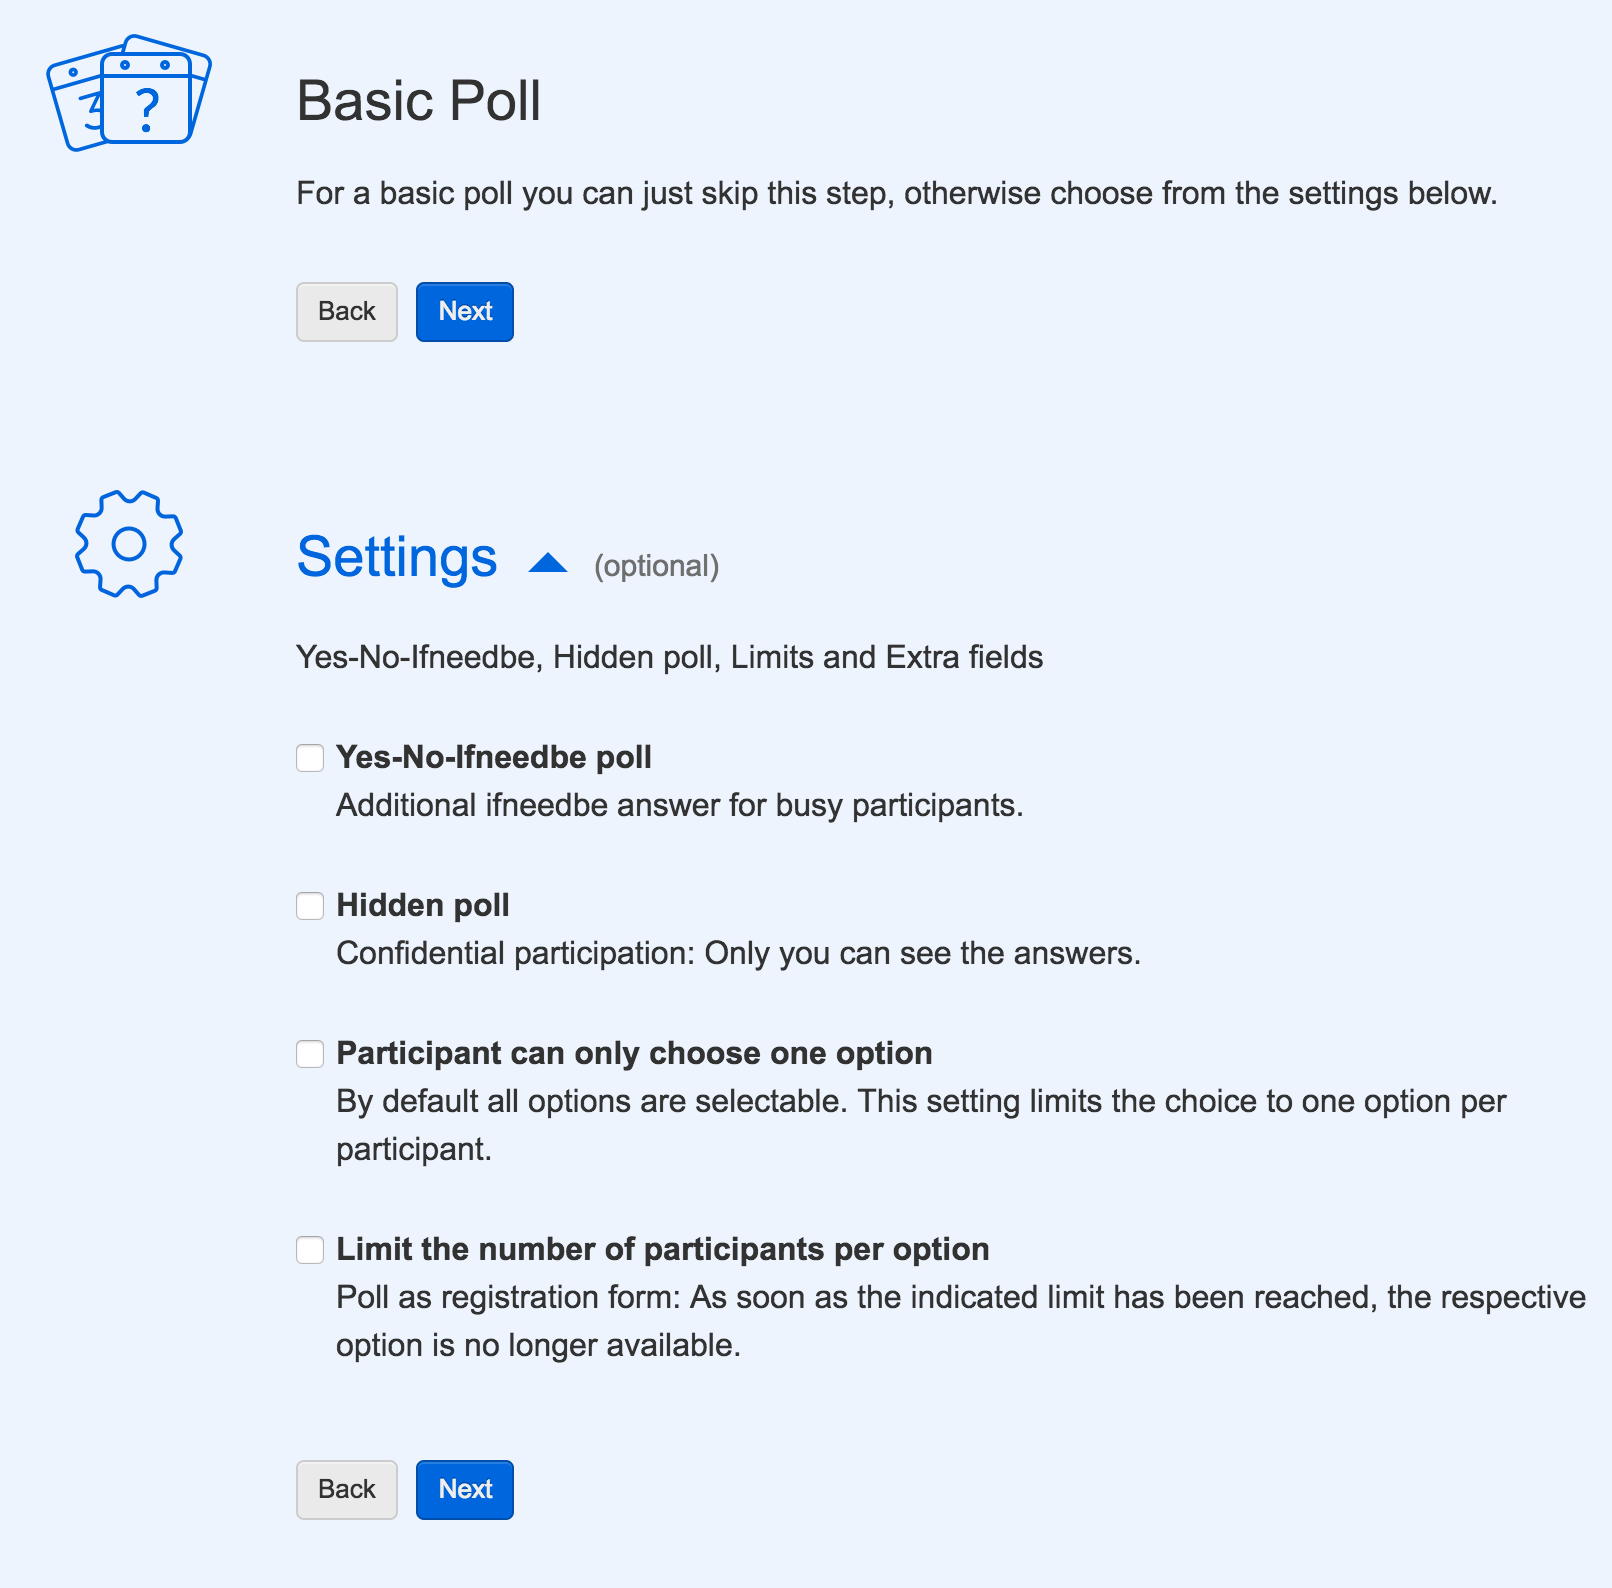 3
?
Basic Poll
For a basic poll you can just skip this step, otherwise choose from the settings below.
Back
Next
Settings
(optional)
Yes-No-Ifneedbe, Hidden poll, Limits and Extra fields
Yes-No-Ifneedbe poll
Additional ifneedbe answer for busy participants.
Hidden poll
Confidential participation: Only you can see the answers.
Participant can only choose one option
By default all options are selectable. This setting limits the choice to one option per
participant.
Limit the number of participants per option
Poll as registration form: As soon as the indicated limit has been reached, the respective
option is no longer available.
Back
Next